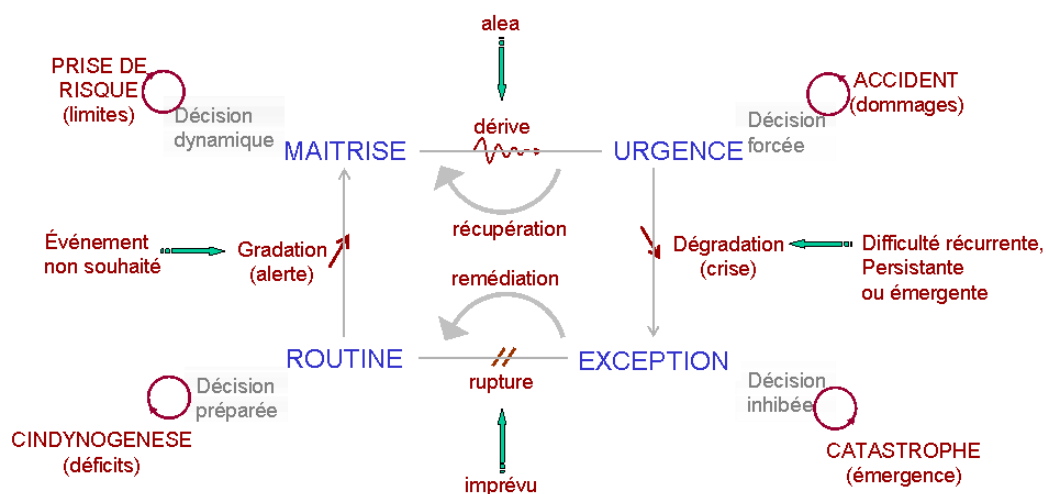 alea
PRISE DE
RISQUE
(limites)
Décision
dynamique
dérive
ACCIDENT
(dommages)
Décision
forcée
MAITRISE
URGENCE
récupération
Événement
non souhaité
Gradation
(alerte)
Dégradation
(crise)
Difficulté récurrente,
Persistante
ou émergente
remédiation
ROUTINE
EXCEPTION
rupture
Décision
préparée
Décision
inhibée
CINDYNOGENESE
(déficits)
CATASTROPHE
(émergence)
imprévu